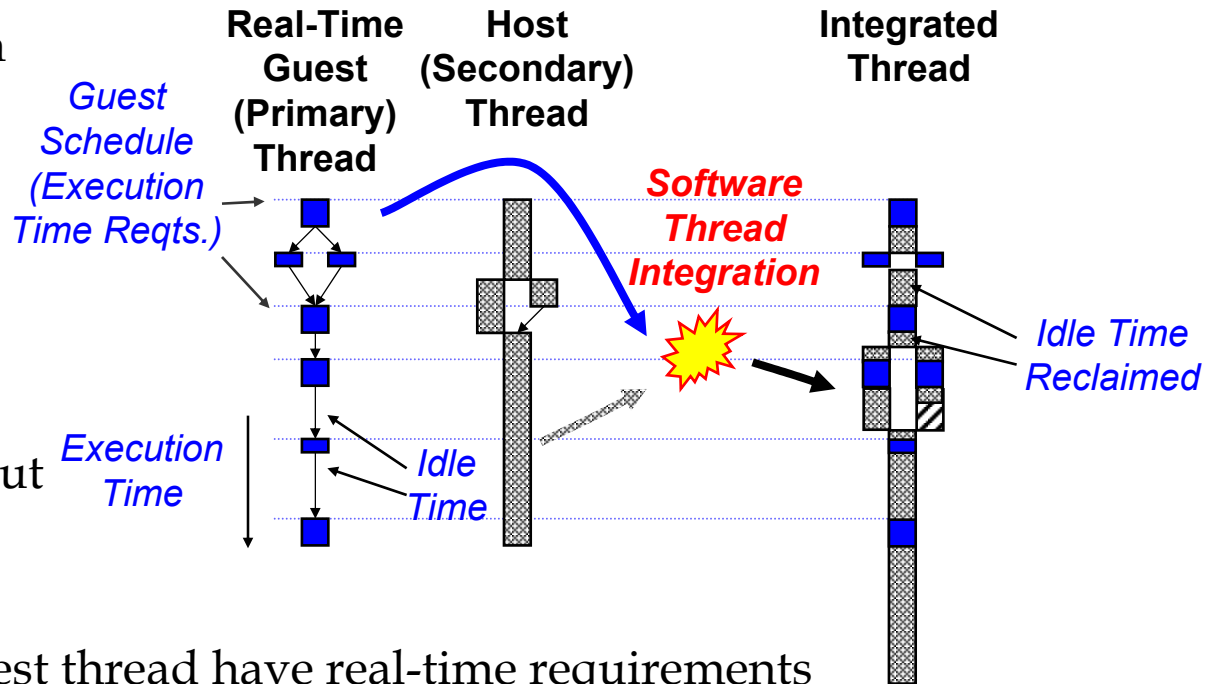 Real-Time
Guest
(Primary)
Thread
Host
(Secondary)
Thread
Integrated
Thread
Guest
Schedule
(Execution
Time Reqts.)
Software
Thread
Integration
Idle Time
Reclaimed
Execution
Time
Idle
Time
ut
est thread have real-time requirements